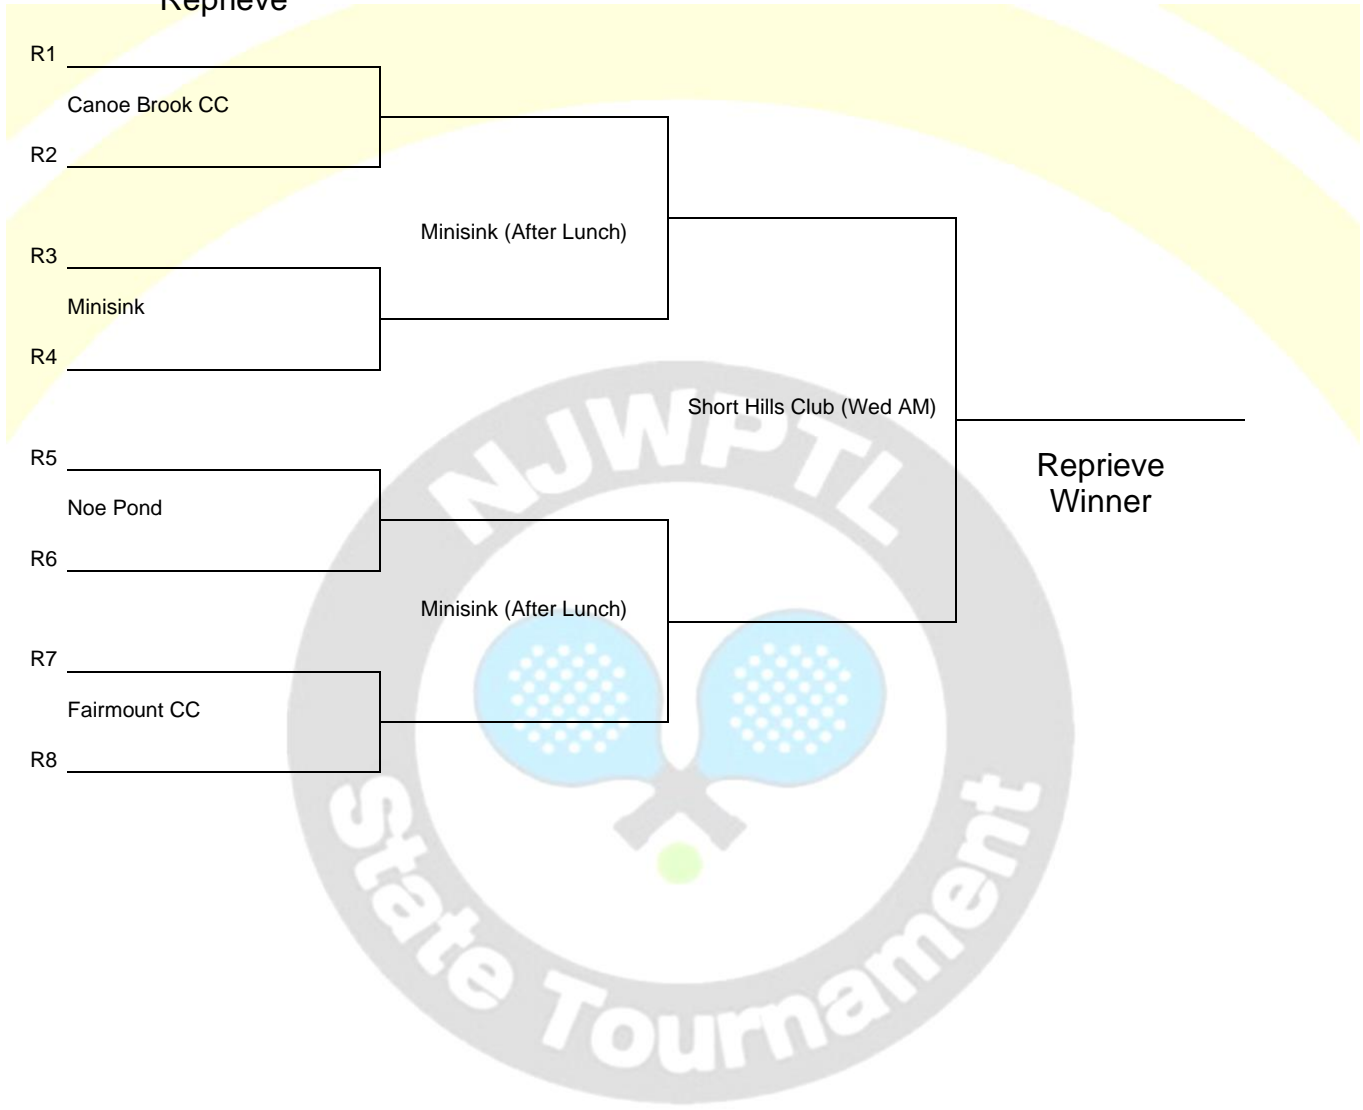 Reprieve
R1
Canoe Brook CC
R2
Minisink (After Lunch)
R3
Minisink
R4
Short Hills Club (Wed AM)
R5
Noe Pond
R6
Reprieve
Winner
Minisink (After Lunch)
R7
Fairmount CC
R8
NJWPTL
State Tournament